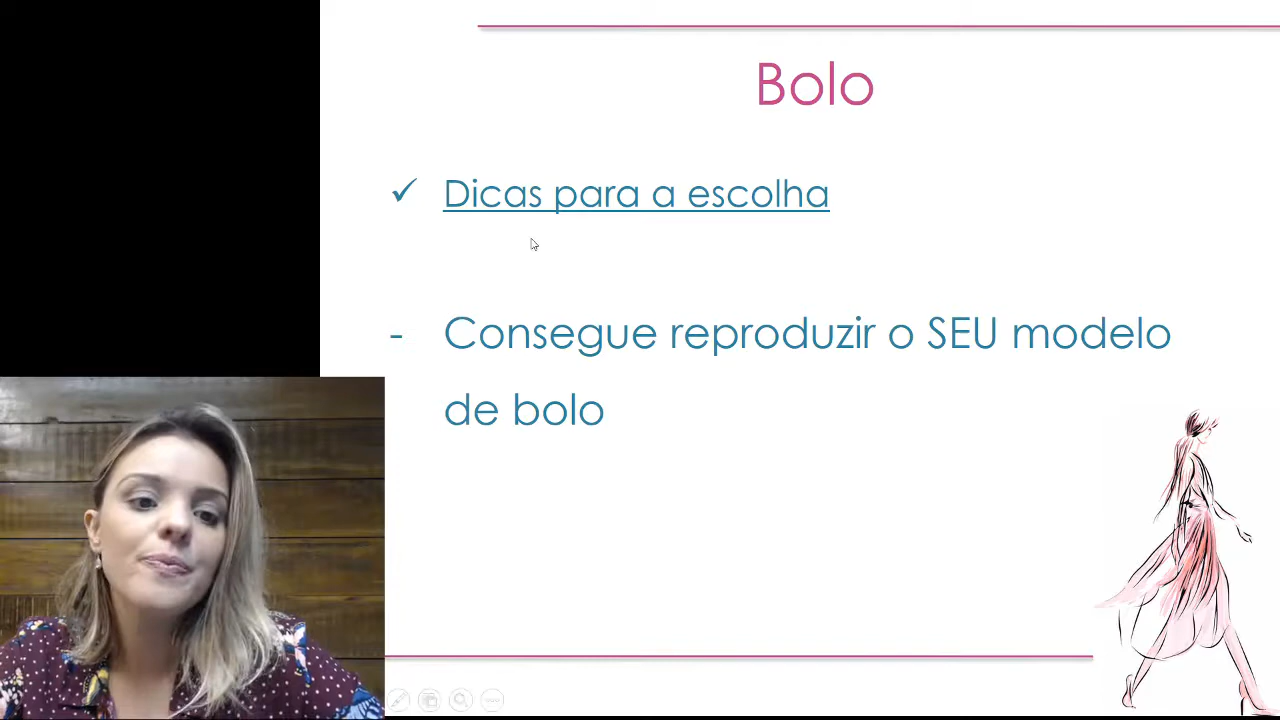 Bolo
✓ Dicas para a escolha
- Consegue reproduzir o SEU modelo
de bolo